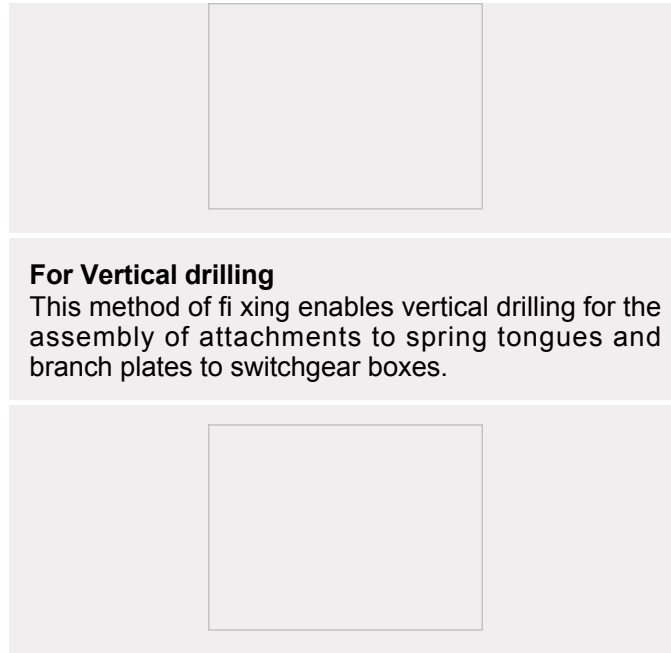 For Vertical drilling
This method of fi xing enables vertical drilling for the
assembly of attachments to spring tongues and
branch plates to switchgear boxes.